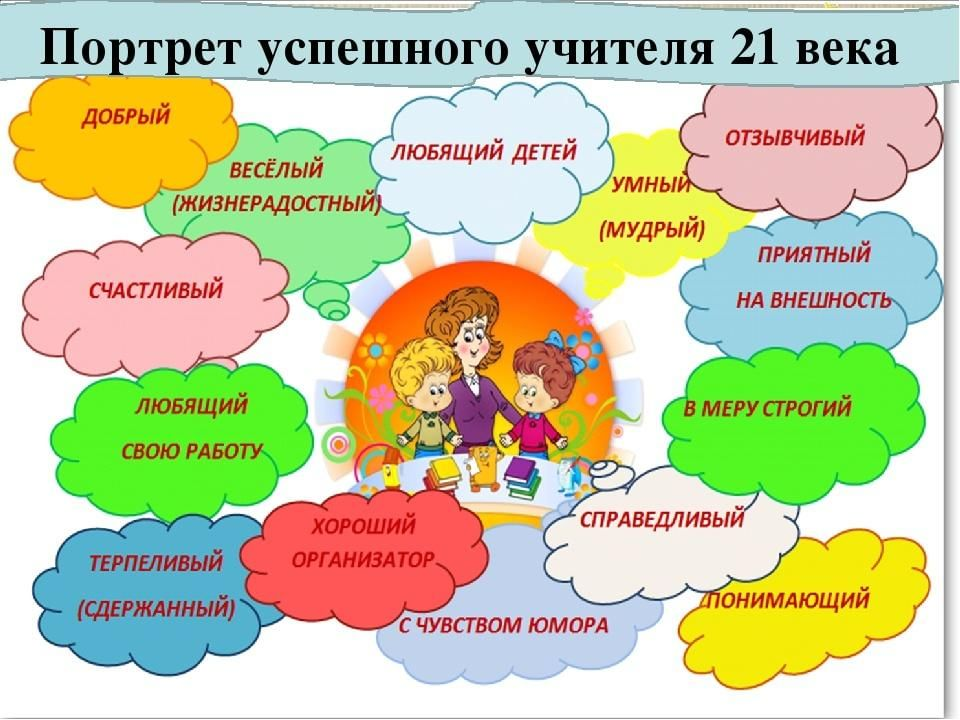 Портрет успешного учителя 21 века
ДОБРЫЙ
ВЕСЁЛЫЙ
(ЖИЗНЕРАДОСТНЫЙ)
ЛЮБЯЩИЙ ДЕТЕЙ
УМНЫЙ
(МУДРЫЙ)
ОТЗЫВЧИВЫЙ
СЧАСТЛИВЫЙ
ПРИЯТНЫЙ
НА ВНЕШНОСТЬ
ЛЮБЯЩИЙ
СВОЮ РАБОТУ
В МЕРУ СТРОГИЙ
ТЕРПЕЛИВЫЙ
(СДЕРЖАННЫЙ)
ХОРОШИЙ
ОРГАНИЗАТОР
СПРАВЕДЛИВЫЙ
С ЧУВСТВОМ ЮМОРА
ПОНИМАЮЩИЙ